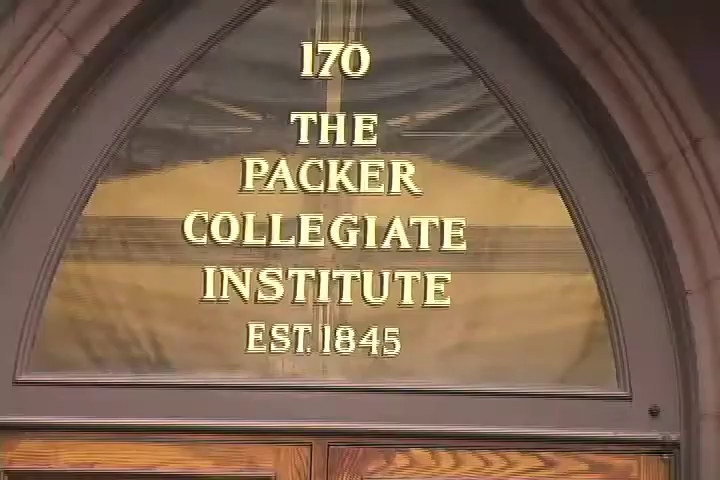 170
THE
PACKER
COLLEGIATE
INSTITUTE
EST. 1845